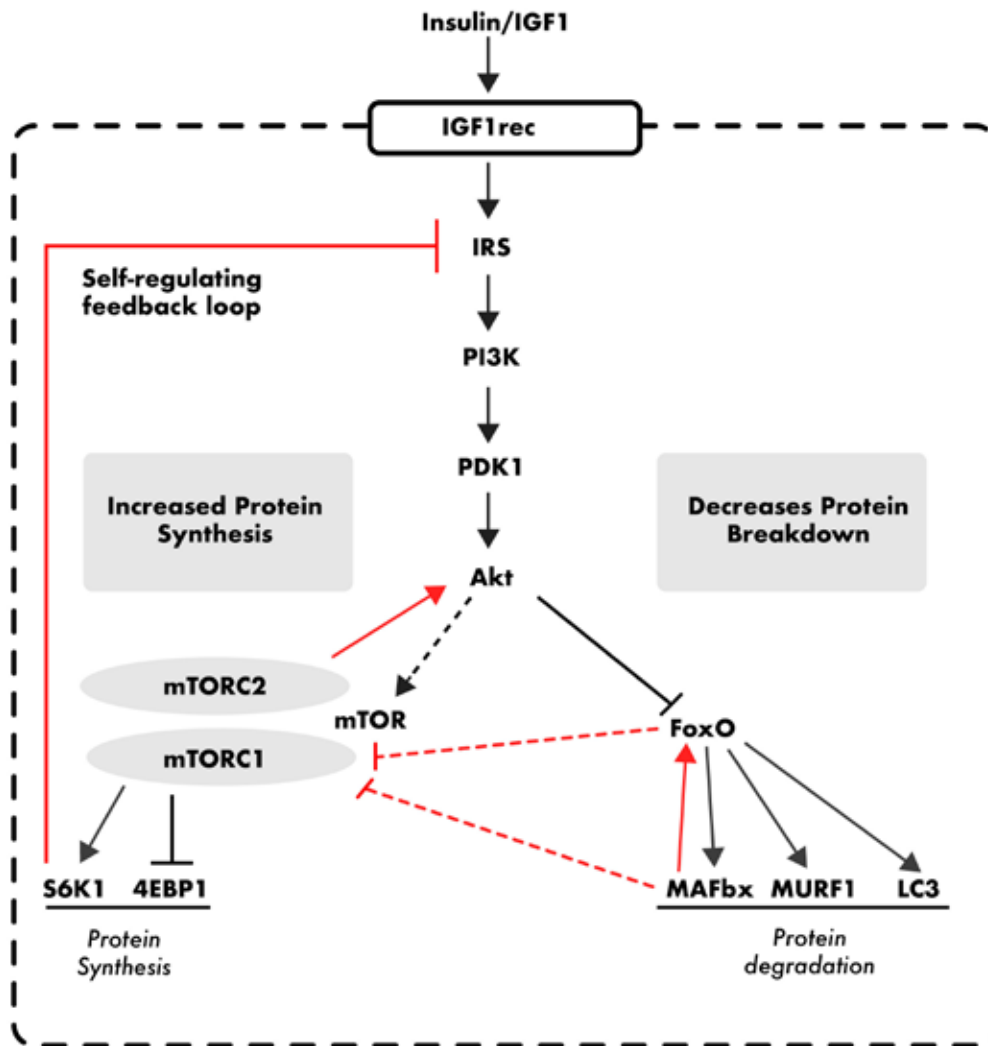 Insulin/IGF1
IGF1rec
IRS
Self-regulating
feedback loop
PI3K
PDK1
Increased Protein
Synthesis
Decreases Protein
Breakdown
Akt
mTORC2
mTOR
FoxO
mTORC1
S6K1 4EBP1
MAFbx MURF1 LC3
Protein
Synthesis
Protein
degradation